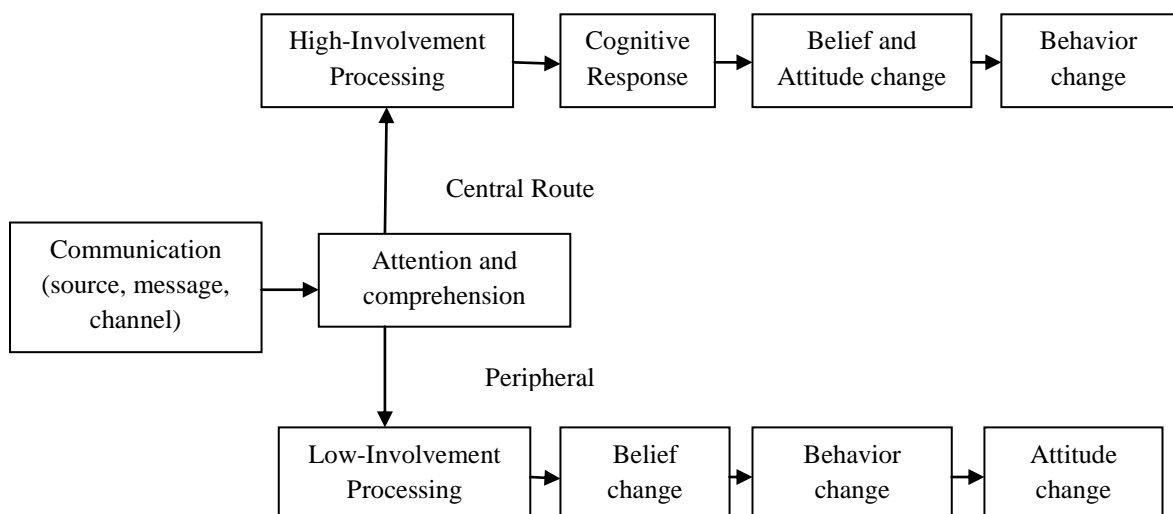 High-Involvement
Processing
Cognitive
Response
Belief and
Attitude change
Behavior
change
Central Route
Communication
(source, message,
channel)
Attention and
comprehension
Peripheral
Low-Involvement
Processing
Belief
change
Behavior
change
Attitude
change